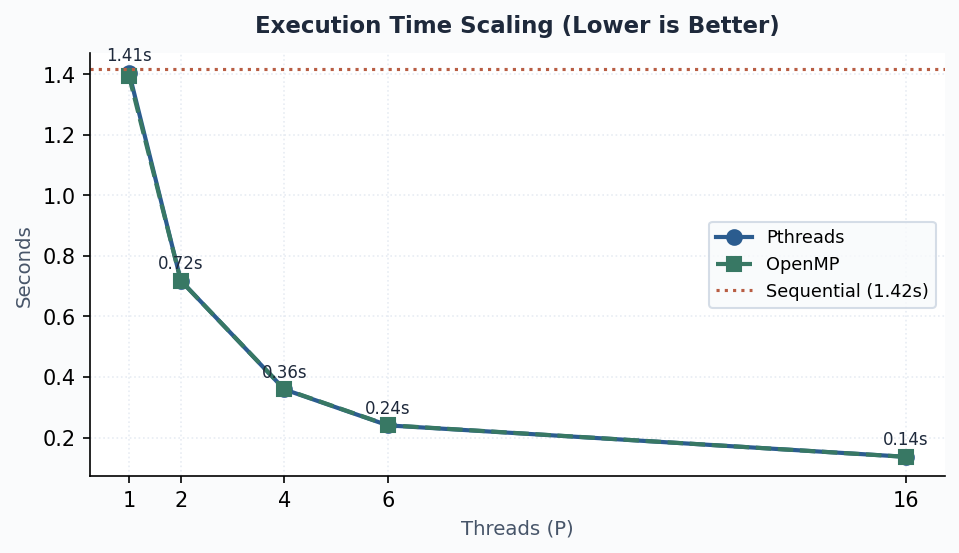 Execution Time Scaling (Lower is Better)
1.41s
0.72s
0.36s
0.24s
0.14s
1.4
1.2
1.0
0.8
0.6
0.4
0.2
Seconds
Pthreads
OpenMP
Sequential (1.42s)
1 2 4 6 16
Threads (P)